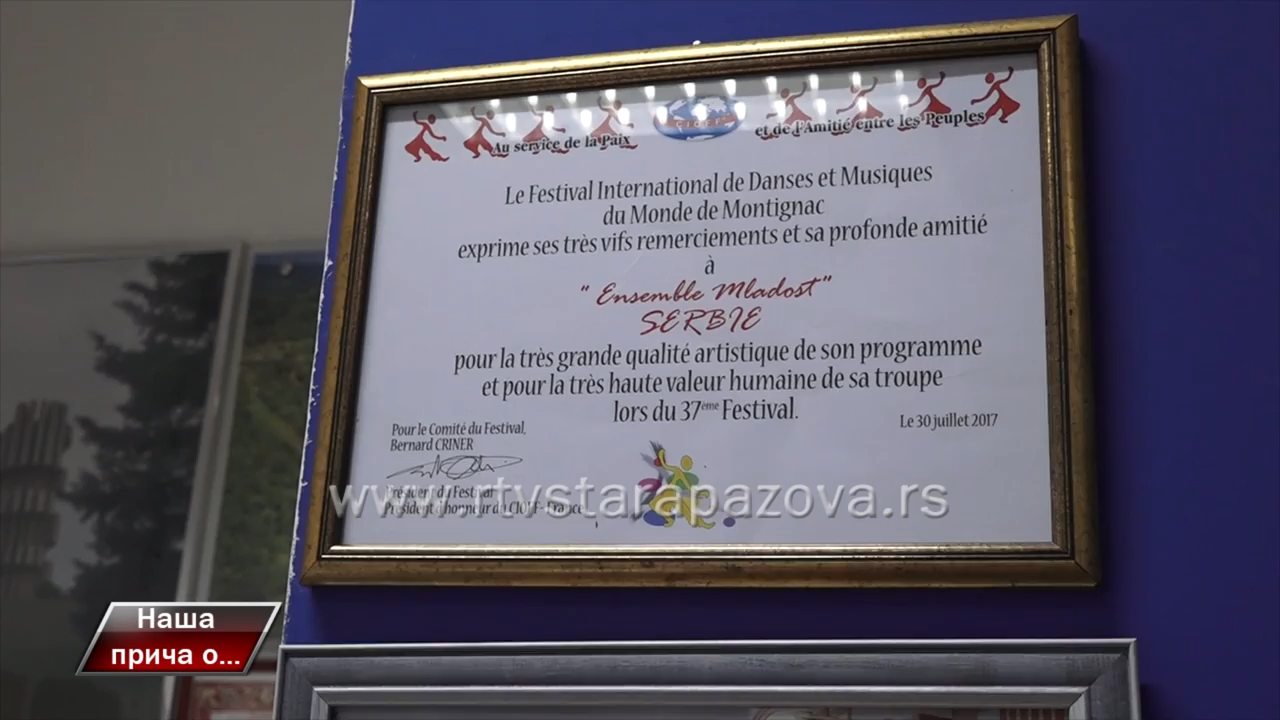 Au service de la Paix
et de l'Amitié entre les Peuples
Le Festival International de Danses et Musiques
du Monde de Montignac
exprime ses très vifs remerciements et sa profonde amitié
à
" Ensemble Mladost"
SERBIE
pour la très grande qualité artistique de son programme
et pour la très haute valeur humaine de sa troupe
lors du 37ème Festival.
Pour le Comité du Festival,
Bernard CRINER
Le 30 juillet 2017
Président du Festival
Président d'honneur du CIOFF-France
www.rtvstarapazova.rs
Наша
прича о...